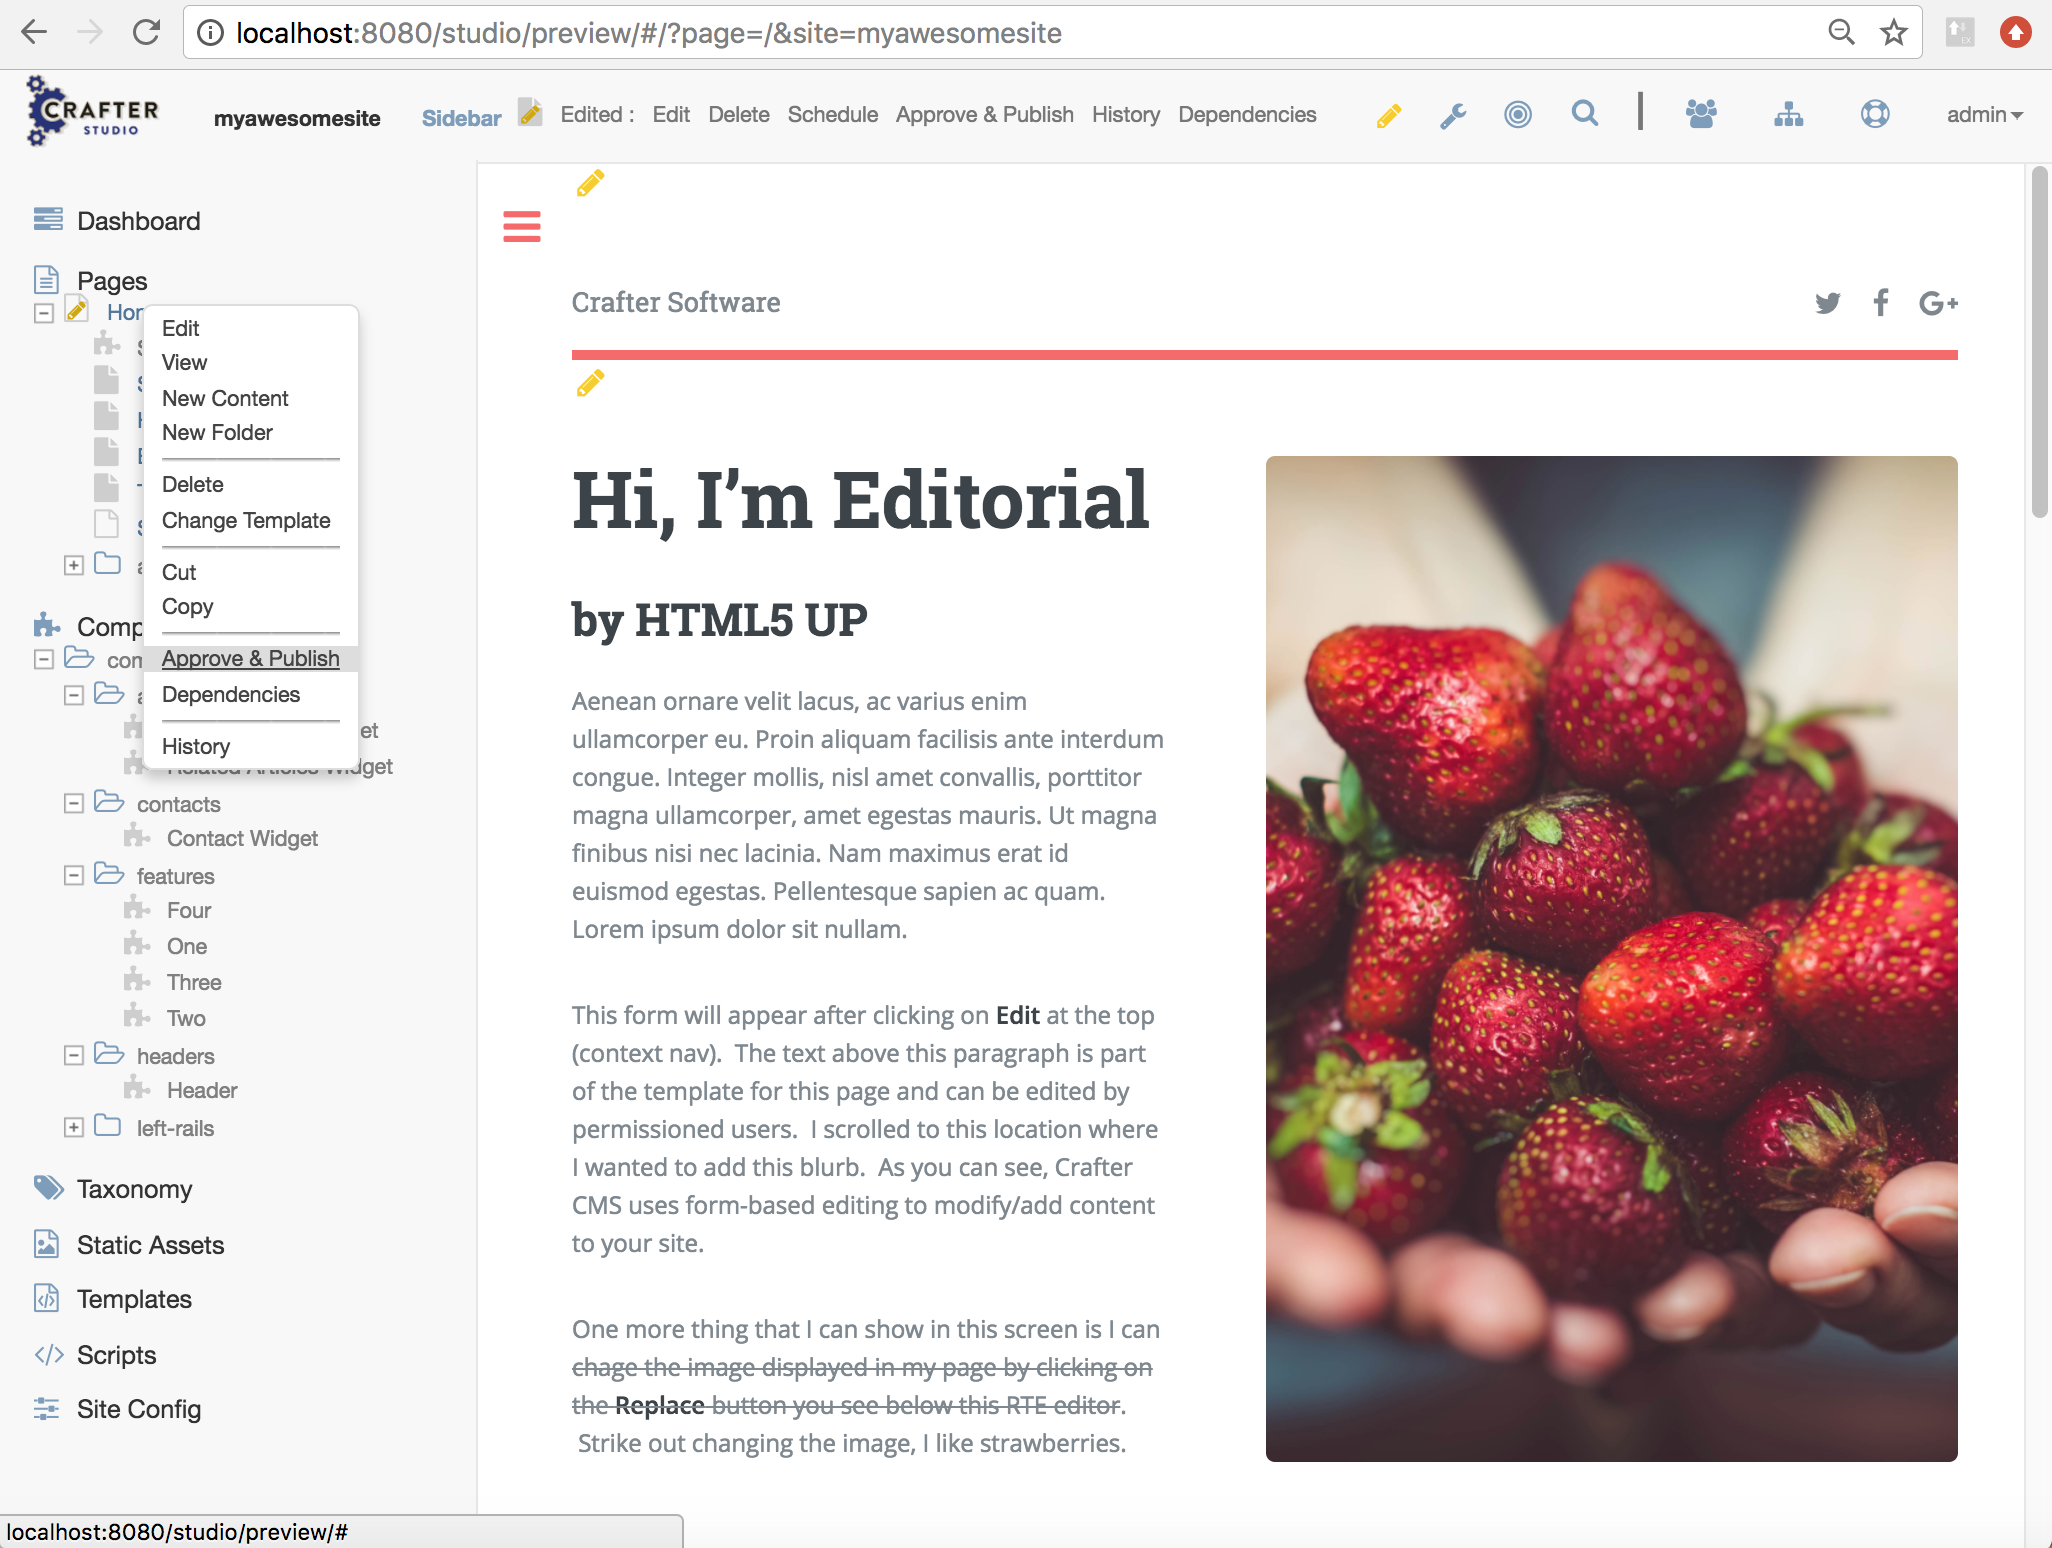 localhost:8080/studio/preview/#/?page=/&site=myawesomesite
CRAFTER STUDIO
myawesomesite Sidebar Edited : Edit Delete Schedule Approve & Publish History Dependencies admin
Dashboard
Pages
Edit
View
New Content
New Folder
Delete
Change Template
Cut
Copy
Approve & Publish
Dependencies
History
contacts
Contact Widget
features
Four
One
Three
Two
headers
Header
left-rails
Taxonomy
Static Assets
Templates
Scripts
Site Config
localhost:8080/studio/preview/#
Crafter Software
G+
Hi, I’m Editorial
by HTML5 UP
Aenean ornare velit lacus, ac varius enim
ullamcorper eu. Proin aliquam facilisis ante interdum
congue. Integer mollis, nisl amet convallis, porttitor
magna ullamcorper, amet egestas mauris. Ut magna
finibus nisi nec lacinia. Nam maximus erat id
euismod egestas. Pellentesque sapien ac quam.
Lorem ipsum dolor sit nullam.
This form will appear after clicking on Edit at the top
(context nav).  The text above this paragraph is part
of the template for this page and can be edited by
permissioned users.  I scrolled to this location where
I wanted to add this blurb.  As you can see, Crafter
CMS uses form-based editing to modify/add content
to your site.
One more thing that I can show in this screen is I can
chage the image displayed in my page by clicking on
the Replace button you see below this RTE editor.
Strike out changing the image, I like strawberries.